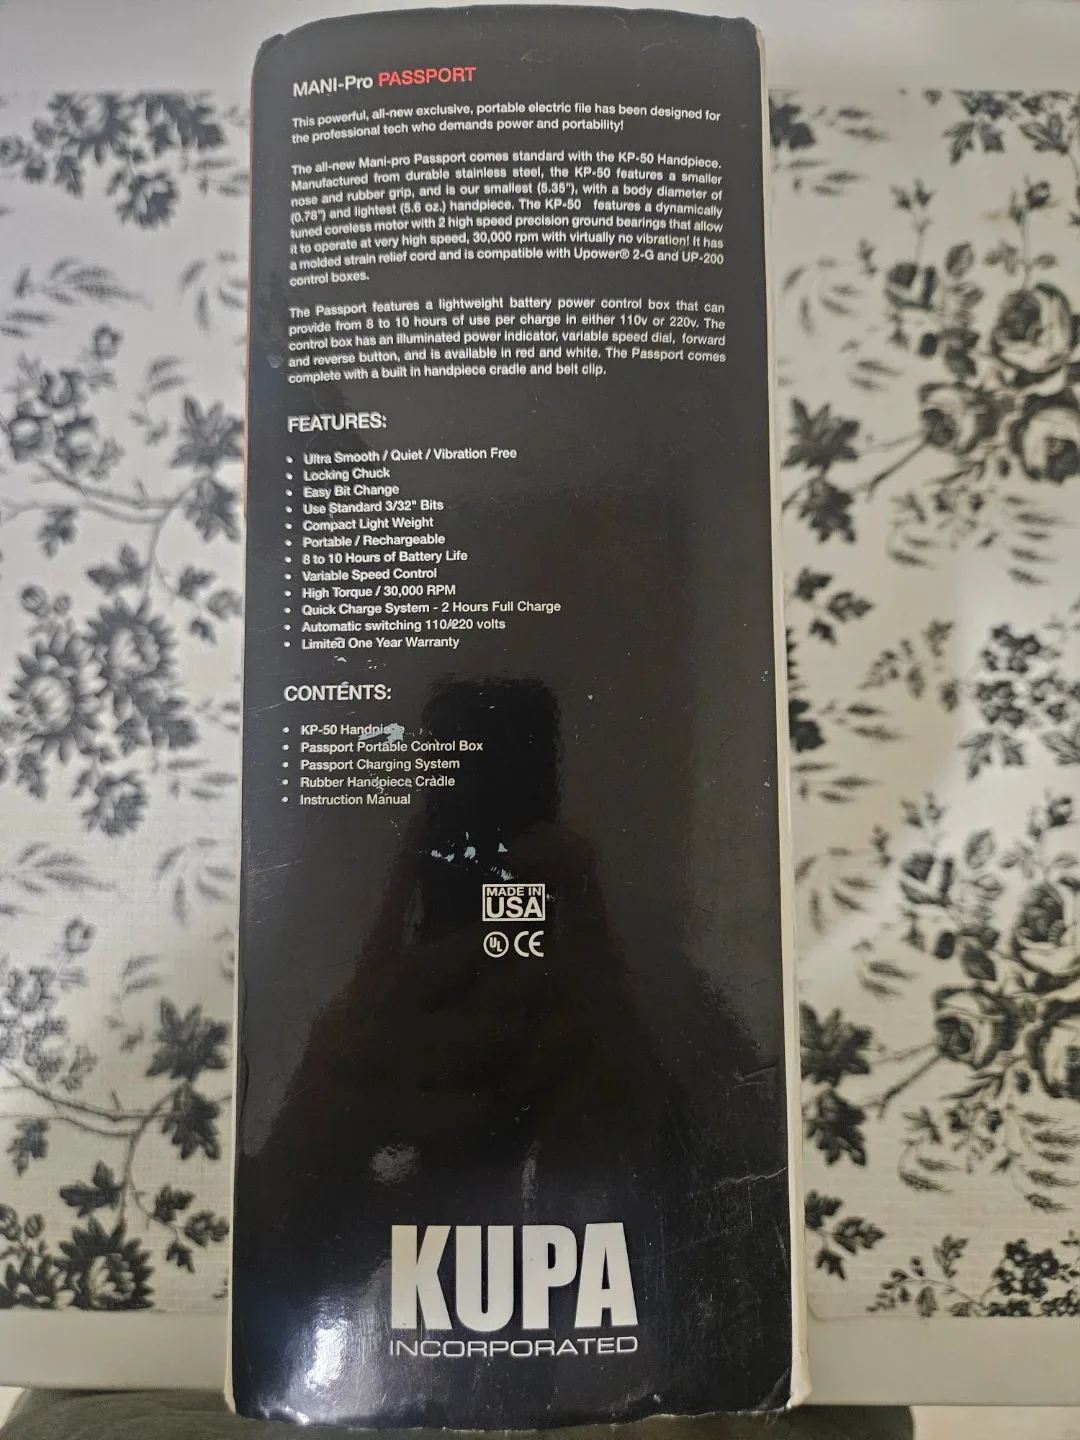 MANI-Pro PASSPORT
This powerful, all-new exclusive, portable electric file has been designed for
the professional tech who demands power and portability!
The all-new Mani-pro Passport comes standard with the KP-50 Handpiece.
Manufactured from durable stainless steel, the KP-50 features a smaller
nose and rubber grip, and is our smallest (5.35"), with a body diameter of
(0.78") and lightest (5.6 oz.) handpiece. The KP-50 features a dynamically
tuned coreless motor with 2 high speed precision ground bearings that allow
it to operate at very high speed, 30,000 rpm with virtually no vibration! It has
a molded strain relief cord and is compatible with Upower® 2-G and UP-200
control boxes.
The Passport features a lightweight battery power control box that can
provide from 8 to 10 hours of use per charge in either 110v or 220v. The
control box has an illuminated power indicator, variable speed dial, forward
and reverse button, and is available in red and white. The Passport comes
complete with a built in handpiece cradle and belt clip.
FEATURES:
• Ultra Smooth / Quiet / Vibration Free
• Locking Chuck
• Easy Bit Change
• Use Standard 3/32" Bits
• Compact Light Weight
• Portable / Rechargeable
• 8 to 10 Hours of Battery Life
• Variable Speed Control
• High Torque / 30,000 RPM
• Quick Charge System - 2 Hours Full Charge
• Automatic switching 110/220 volts
• Limited One Year Warranty
CONTENTS:
• KP-50 Handpiece
• Passport Portable Control Box
• Passport Charging System
• Rubber Handpiece Cradle
• Instruction Manual
MADE IN
USA
UL CE
KUPA
INCORPORATED